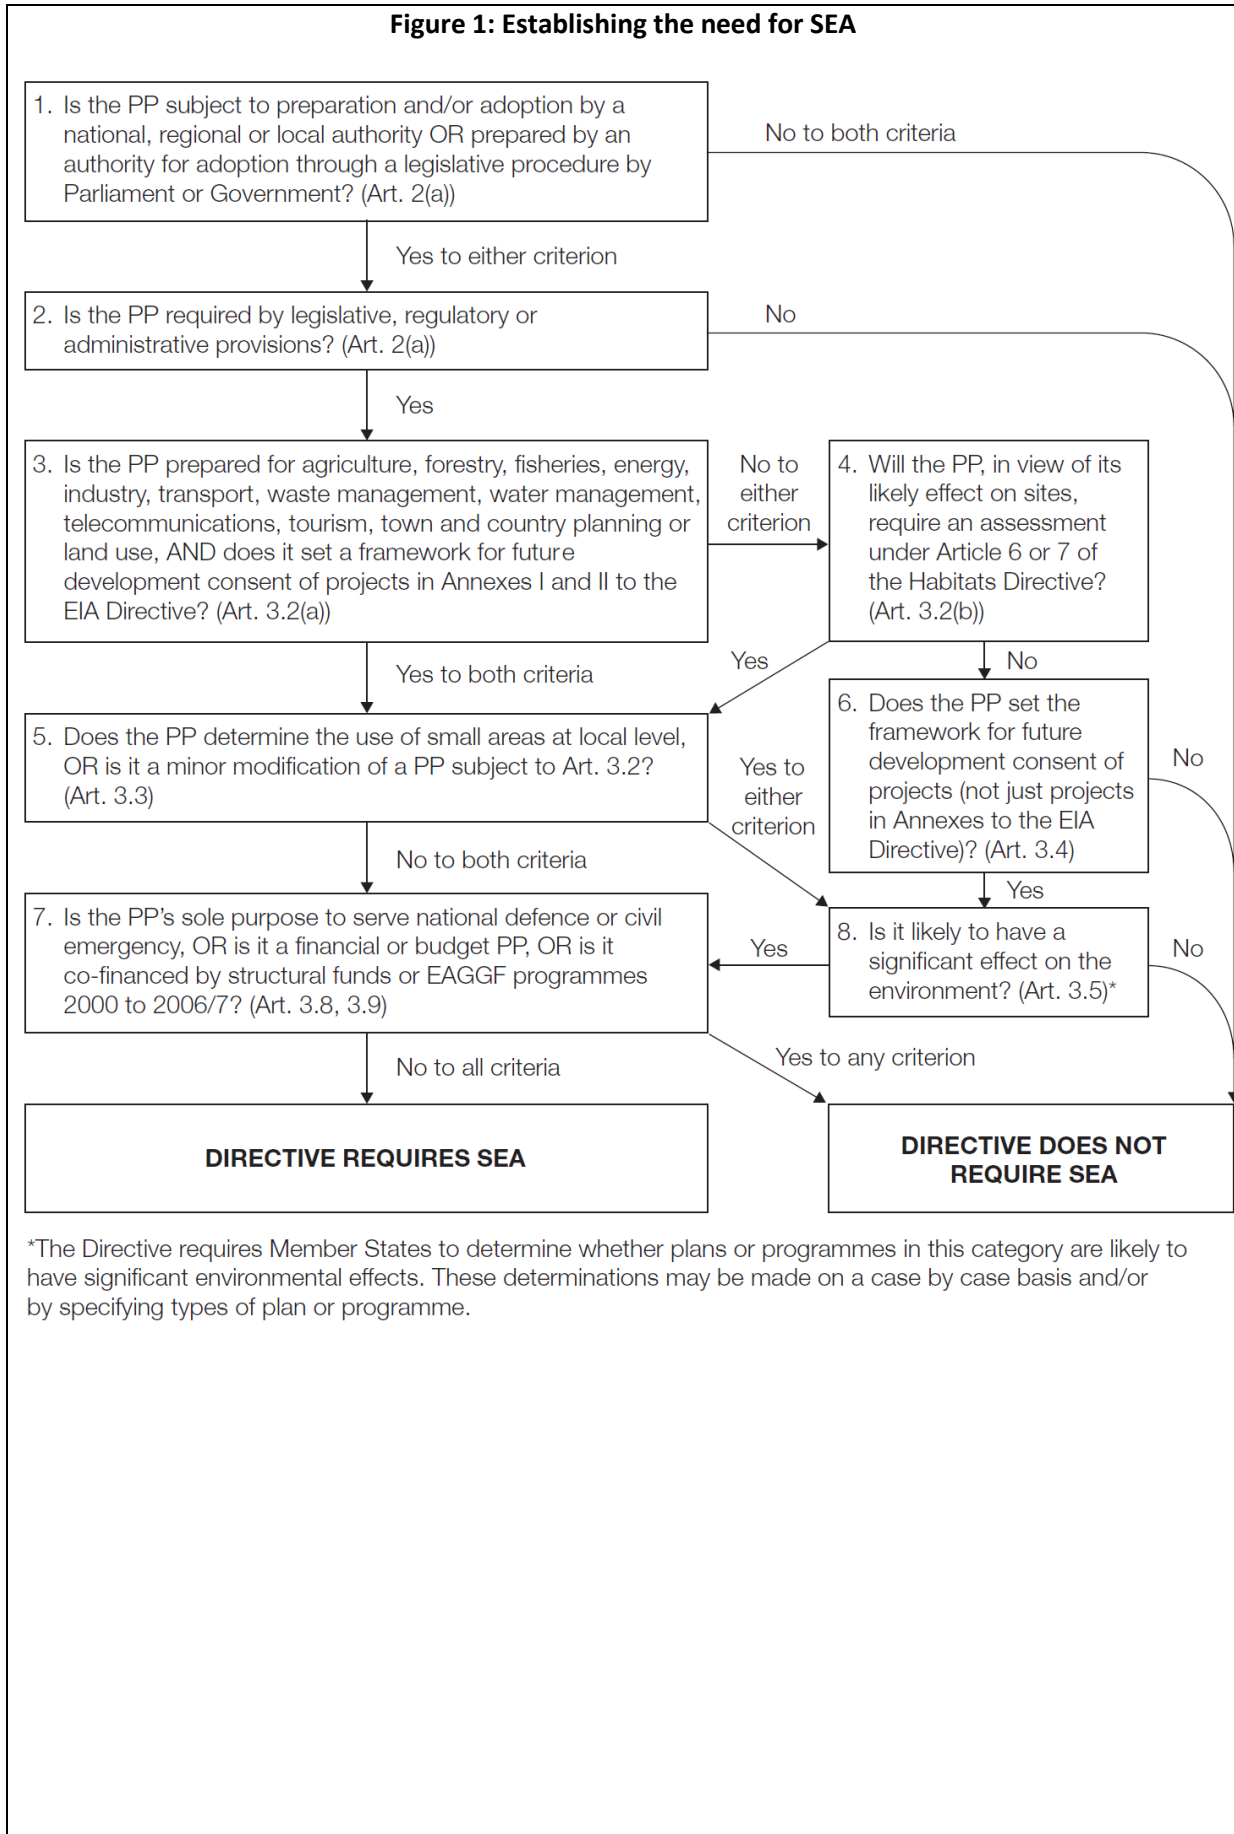 Figure 1: Establishing the need for SEA
1. Is the PP subject to preparation and/or adoption by a
national, regional or local authority OR prepared by an
authority for adoption through a legislative procedure by
Parliament or Government? (Art. 2(a))
No to both criteria
Yes to either criterion
2. Is the PP required by legislative, regulatory or
administrative provisions? (Art. 2(a))
No
Yes
3. Is the PP prepared for agriculture, forestry, fisheries, energy,
industry, transport, waste management, water management,
telecommunications, tourism, town and country planning or
land use, AND does it set a framework for future
development consent of projects in Annexes I and II to the
EIA Directive? (Art. 3.2(a))
No to
either
criterion
4. Will the PP, in view of its
likely effect on sites,
require an assessment
under Article 6 or 7 of
the Habitats Directive?
(Art. 3.2(b))
Yes to both criteria
Yes
No
5. Does the PP determine the use of small areas at local level,
OR is it a minor modification of a PP subject to Art. 3.2?
(Art. 3.3)
Yes to
either
criterion
6. Does the PP set the
framework for future
development consent of
projects (not just projects
in Annexes to the EIA
Directive)? (Art. 3.4)
No
No to both criteria
Yes
7. Is the PP’s sole purpose to serve national defence or civil
emergency, OR is it a financial or budget PP, OR is it
co-financed by structural funds or EAGGF programmes
2000 to 2006/7? (Art. 3.8, 3.9)
Yes
8. Is it likely to have a
significant effect on the
environment? (Art. 3.5)*
No
No to all criteria
Yes to any criterion
DIRECTIVE REQUIRES SEA
DIRECTIVE DOES NOT
REQUIRE SEA
*The Directive requires Member States to determine whether plans or programmes in this category are likely to
have significant environmental effects. These determinations may be made on a case by case basis and/or
by specifying types of plan or programme.